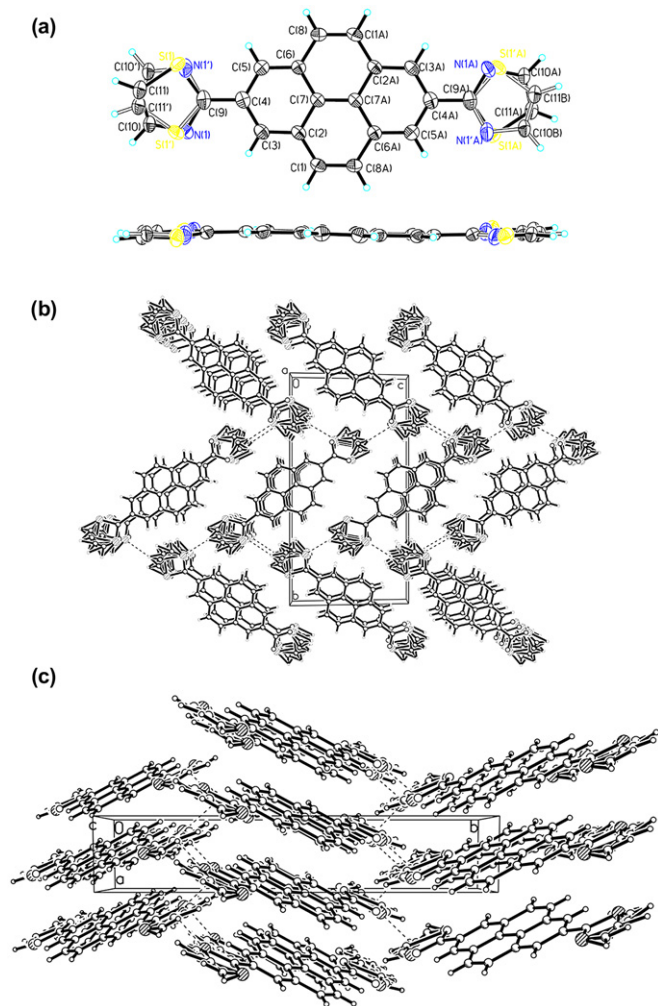 (a)
C(8) C(1A)
S(1) N(1') N(1A) S(1'A)
C(10') C(5) C(6) C(2A) C(3A) C(10A)
C(11) C(9A) C(11B)
C(11') C(9) C(4) C(7) C(7A) C(4A) C(11A)
C(10) N(1) C(3) C(2) C(6A) C(5A) N(1'A) C(10B)
S(1') S(1A)
C(1) C(8A)
(b)
a
0 c
b
(c)
c 0 b
a